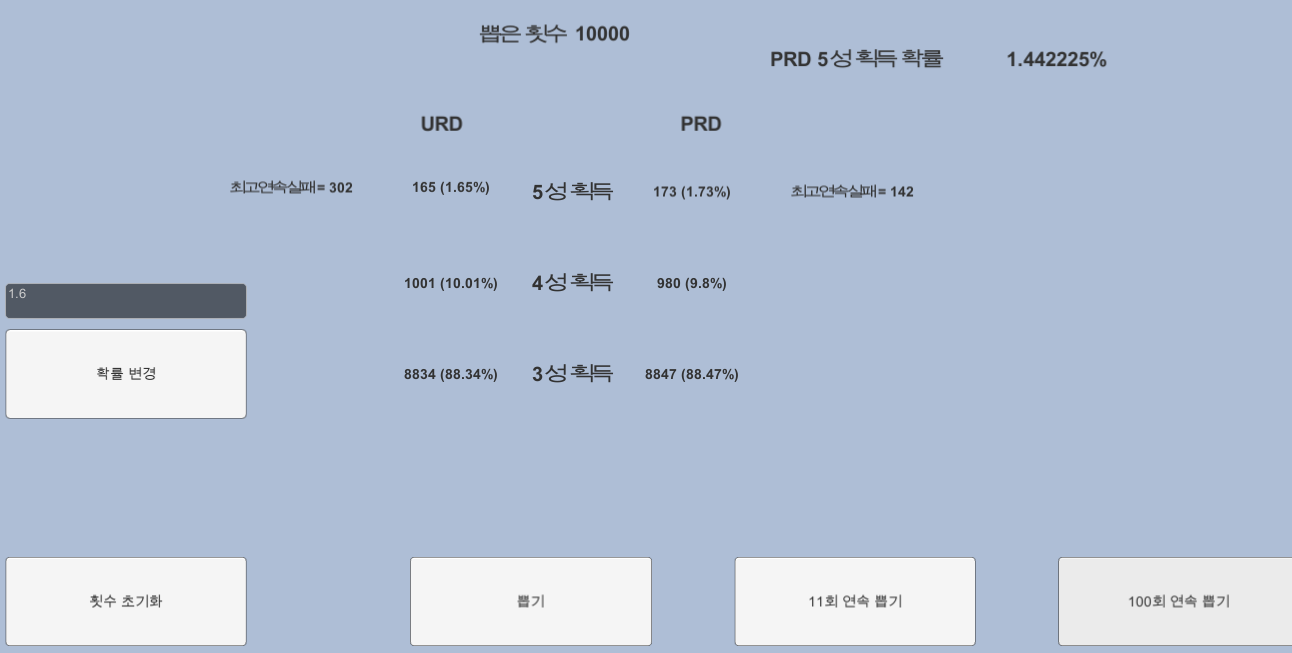 뽑은 횟수 10000
PRD 5성 획득 확률 1.442225%
URD PRD
최고연속실패= 302 165 (1.65%) 5성 획득 173 (1.73%) 최고연속실패= 142
1001 (10.01%) 4성 획득 980 (9.8%)
1.6
확률 변경
8834 (88.34%) 3성 획득 8847 (88.47%)
횟수 초기화 뽑기 11회 연속 뽑기 100회 연속 뽑기